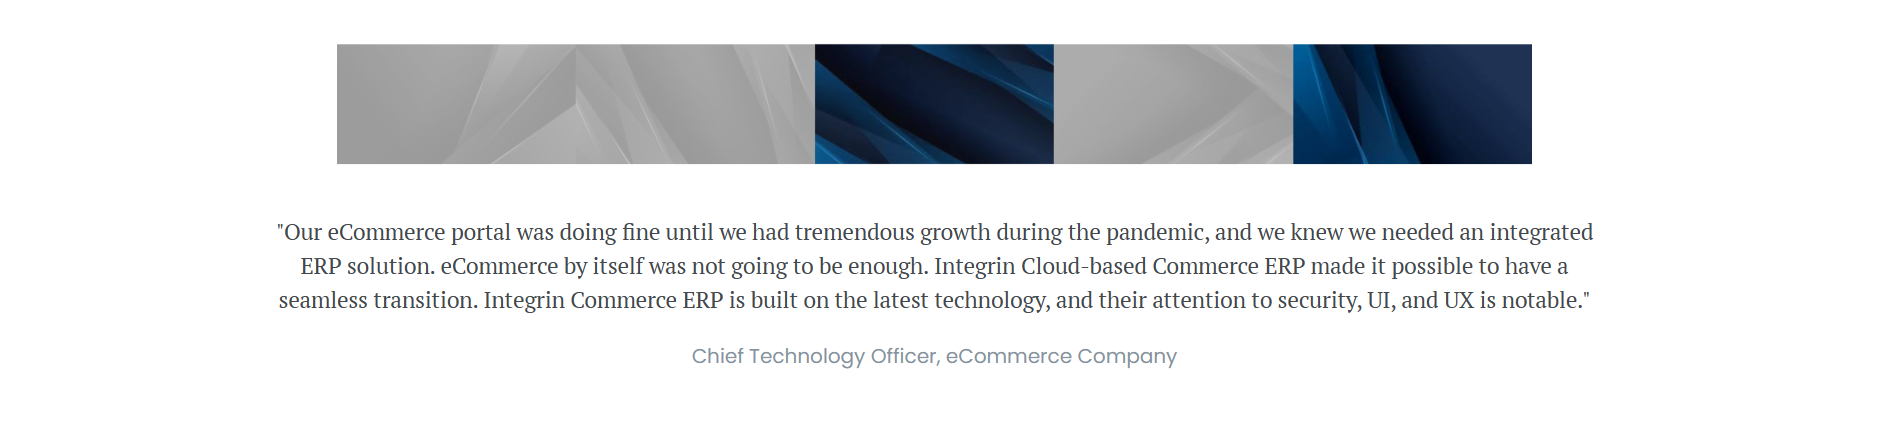 "Our eCommerce portal was doing fine until we had tremendous growth during the pandemic, and we knew we needed an integrated
ERP solution. eCommerce by itself was not going to be enough. Integrin Cloud-based Commerce ERP made it possible to have a
seamless transition. Integrin Commerce ERP is built on the latest technology, and their attention to security, UI, and UX is notable."
Chief Technology Officer, eCommerce Company